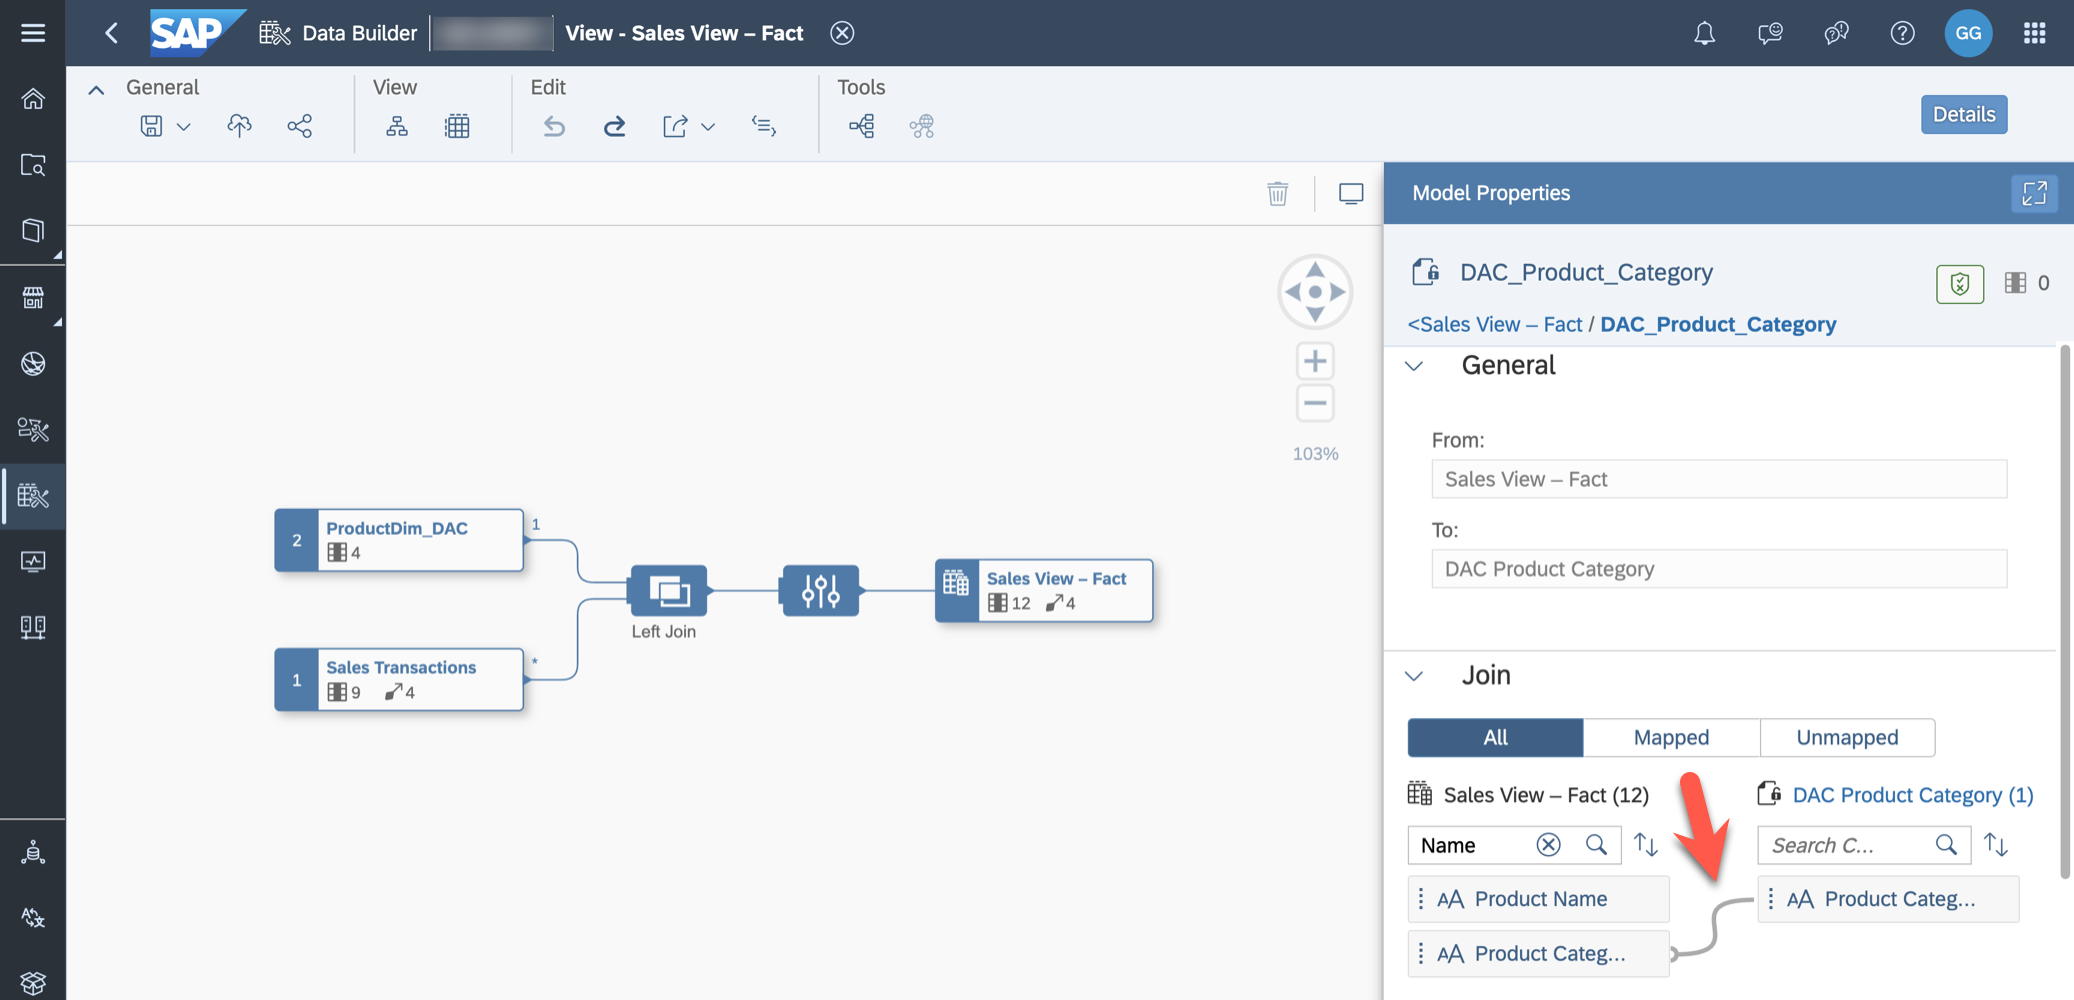 SAP Data Builder View - Sales View – Fact GG
General View Edit Tools Details
Model Properties
DAC_Product_Category 0
<Sales View – Fact / DAC_Product_Category
General
From:
Sales View – Fact
To:
DAC Product Category
103%
2 ProductDim_DAC 1
4
Left Join
Sales View – Fact
12 4
1 Sales Transactions *
9 4
Join
All Mapped Unmapped
Sales View – Fact (12) DAC Product Category (1)
Name Search C...
AA Product Name AA Product Categ...
AA Product Categ...